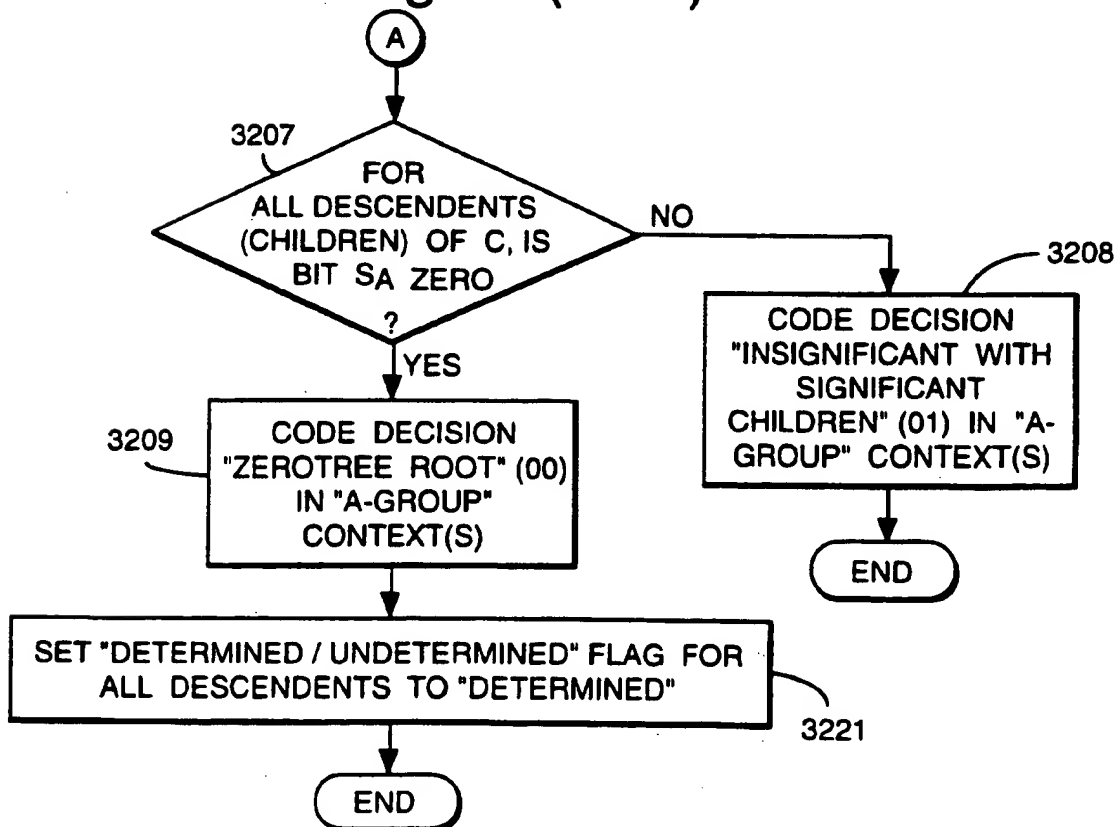 A
3207
FOR
ALL DESCENDENTS
(CHILDREN) OF C, IS
BIT SA ZERO
?
NO
YES
3208
CODE DECISION
"INSIGNIFICANT WITH
SIGNIFICANT
CHILDREN" (01) IN "A-
GROUP" CONTEXT(S)
END
3209
CODE DECISION
"ZEROTREE ROOT" (00)
IN "A-GROUP"
CONTEXT(S)
SET "DETERMINED / UNDETERMINED" FLAG FOR
ALL DESCENDENTS TO "DETERMINED"
3221
END